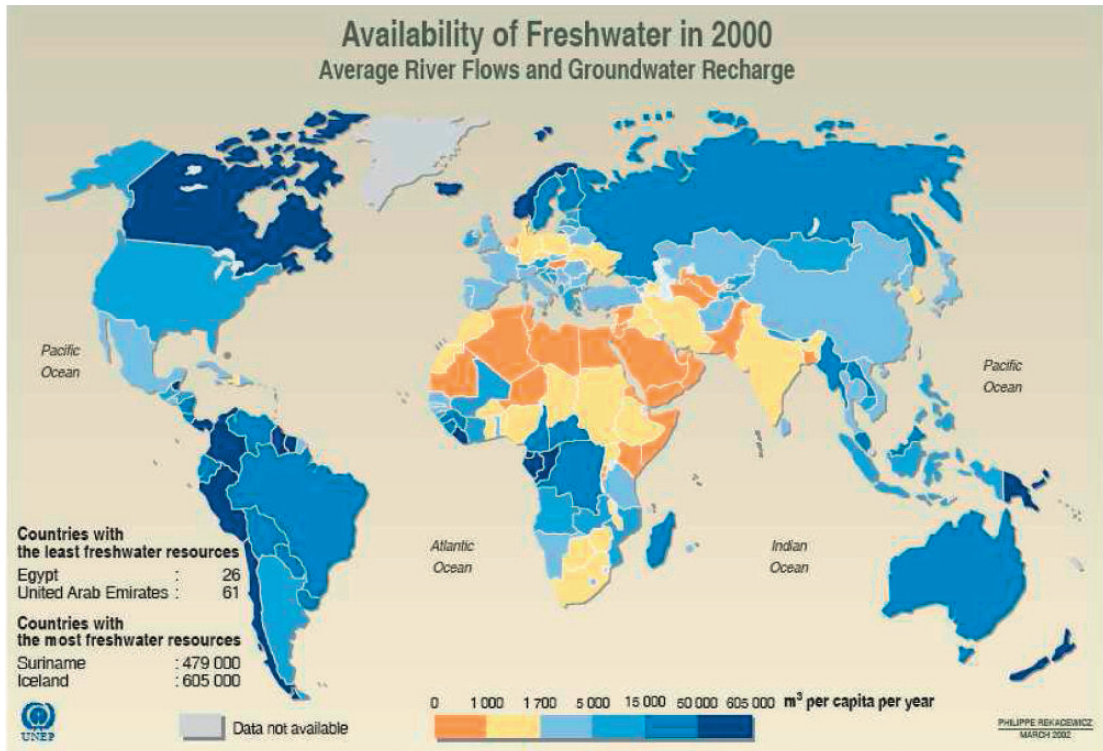 Availability of Freshwater in 2000
Average River Flows and Groundwater Recharge
Pacific
Ocean
Pacific
Ocean
Atlantic
Ocean
Indian
Ocean
Countries with
the least freshwater resources
Egypt : 26
United Arab Emirates : 61
Countries with
the most freshwater resources
Suriname : 479 000
Iceland : 605 000
0 1 000 1 700 5 000 15 000 50 000 605 000 m³ per capita per year
Data not available
UNEP
PHILIPPE REKACEWICZ
MARCH 2002